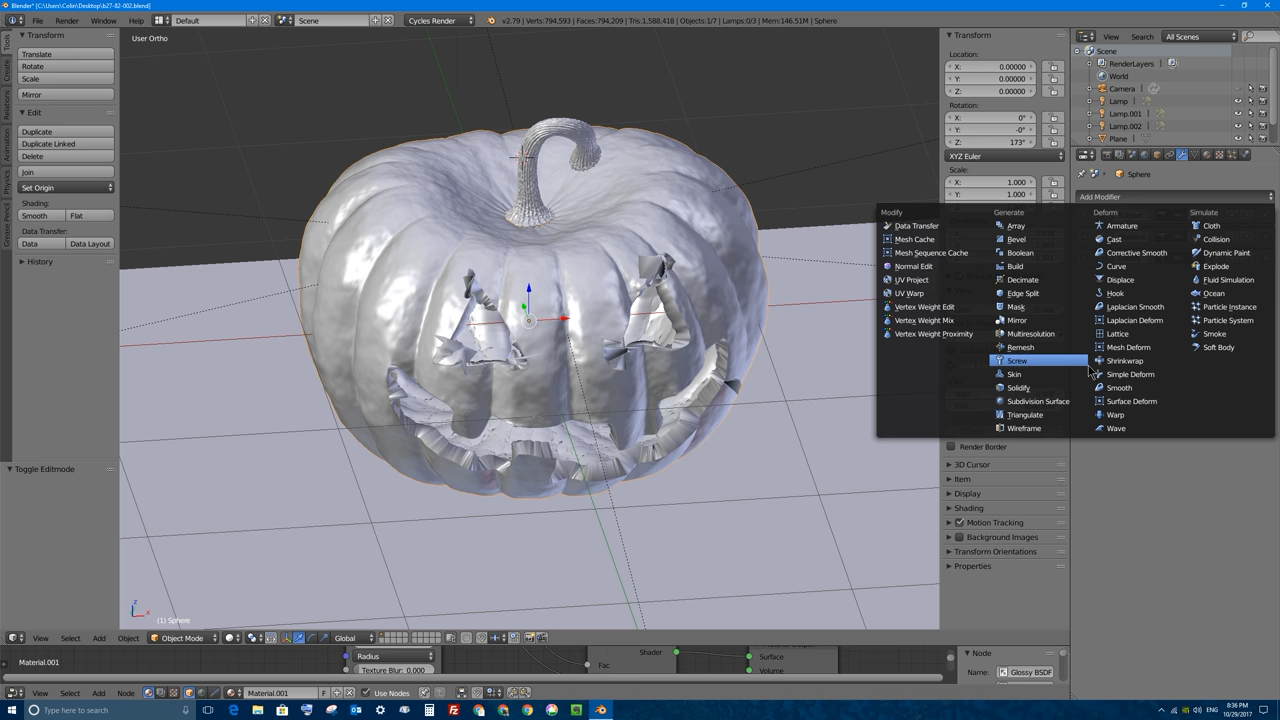 Blender* [C:\Users\Colin\Desktop\b27-82-002.blend]
File
Render
Window
Help
Default
Scene
Cycles Render
v2.79 | Verts:794,593 | Faces:794,209 | Tris:1,588,418 | Objects:1/7 | Lamps:0/3 | Mem:146.51M | Sphere
View
Search
All Scenes
Tools
Create
Relations
Animation
Physics
Grease Pencil
Transform
Translate
Rotate
Scale
Mirror
Edit
Duplicate
Duplicate Linked
Delete
Join
Set Origin
Shading:
Smooth
Flat
Data Transfer:
Data
Data Layout
History
Toggle Editmode
User Ortho
(1) Sphere
Transform
Location:
X: 0.00000
Y: 0.00000
Z: 0.00000
Rotation:
X: 0°
Y: -0°
Z: 173°
XYZ Euler
Scale:
X: 1.000
Y: 1.000
Scene
RenderLayers
World
Camera
Lamp
Lamp.001
Lamp.002
Plane
Sphere
Add Modifier
Modify
Data Transfer
Mesh Cache
Mesh Sequence Cache
Normal Edit
UV Project
UV Warp
Vertex Weight Edit
Vertex Weight Mix
Vertex Weight Proximity
Generate
Array
Bevel
Boolean
Build
Decimate
Edge Split
Mask
Mirror
Multiresolution
Remesh
Screw
Skin
Solidify
Subdivision Surface
Triangulate
Wireframe
Deform
Armature
Cast
Corrective Smooth
Curve
Displace
Hook
Laplacian Smooth
Laplacian Deform
Lattice
Mesh Deform
Shrinkwrap
Simple Deform
Smooth
Surface Deform
Warp
Wave
Simulate
Cloth
Collision
Dynamic Paint
Explode
Fluid Simulation
Ocean
Particle Instance
Particle System
Smoke
Soft Body
Render Border
3D Cursor
Item
Display
Shading
Motion Tracking
Background Images
Transform Orientations
Properties
View
Select
Add
Object
Object Mode
Global
Material.001
Radius
Texture Blur: 0.000
Fac
Shader
Surface
Volume
Node
Name:
Glossy BSDF
View
Select
Add
Node
Material.001
F
Use Nodes
Type here to search
ENG
8:36 PM
10/29/2017